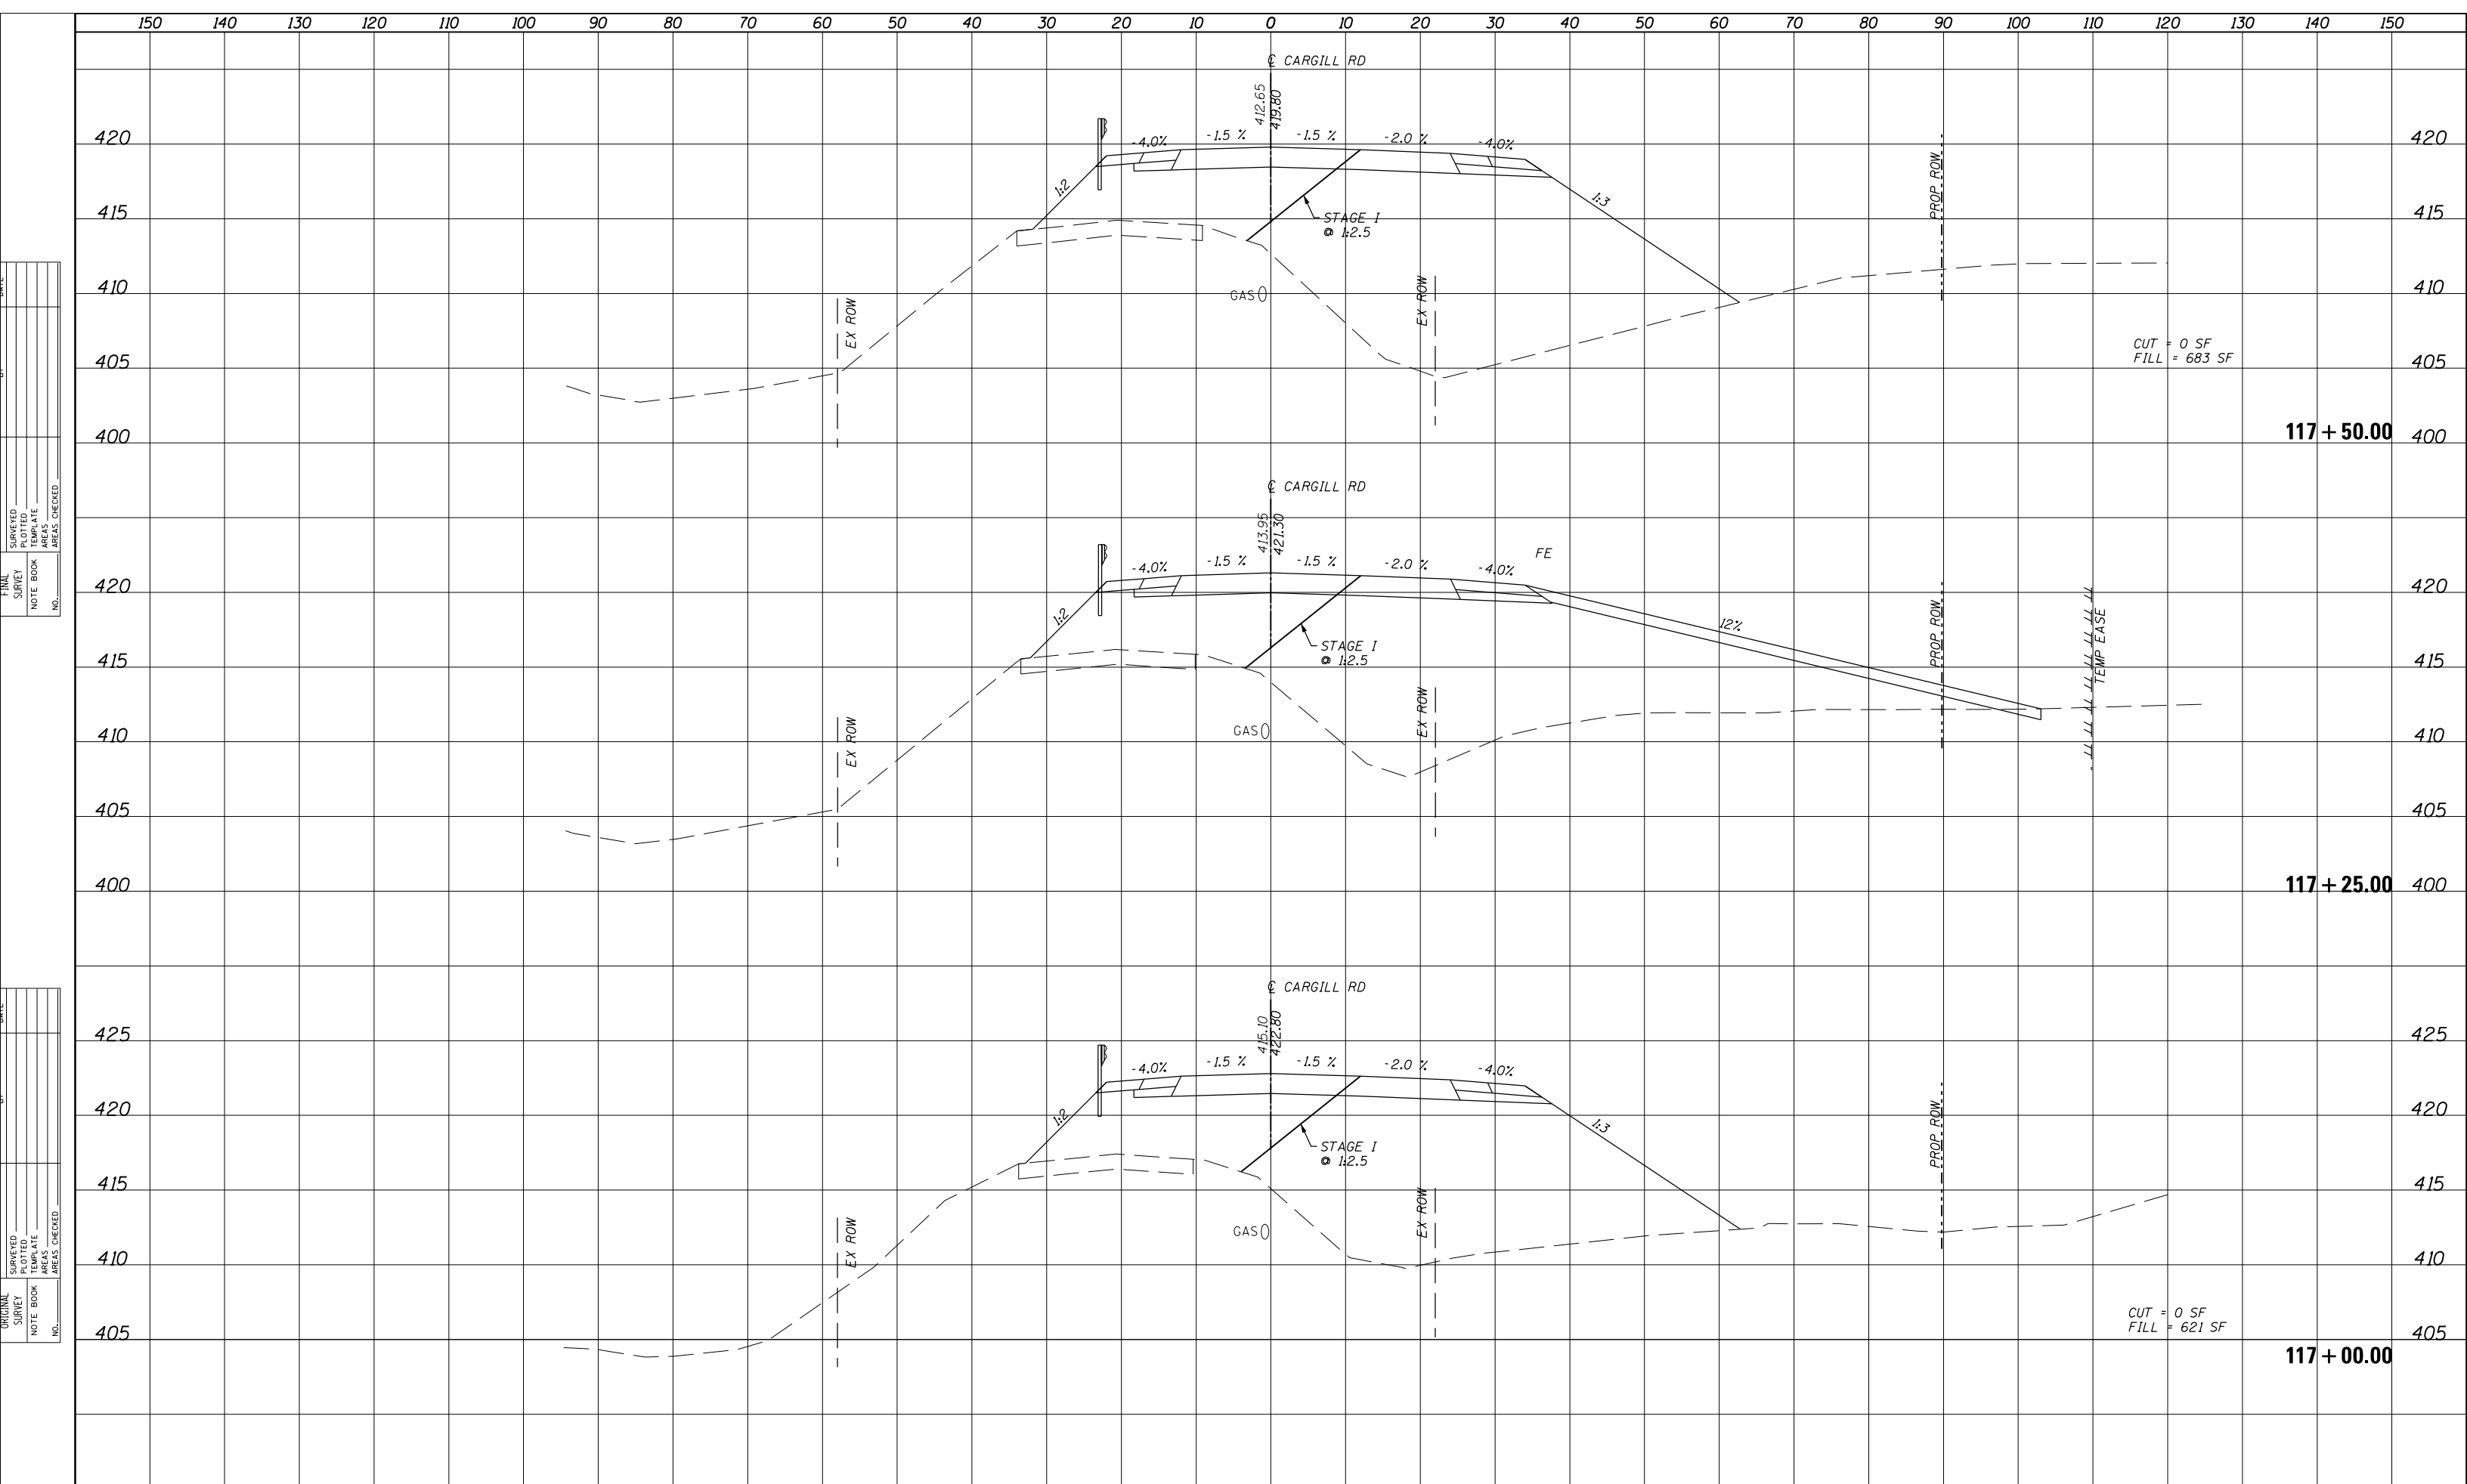 150 140 130 120 110 100 90 80 70 60 50 40 30 20 10 0 10 20 30 40 50 60 70 80 90 100 110 120 130 140 150
℄ CARGILL RD
412.65
419.80
420 -4.0% -1.5 % -1.5 % -2.0 % -4.0% 420
1:2
1:3
PROP ROW
415 STAGE I 415
@ 1:2.5
410 GAS 410
EX ROW
EX ROW
CUT = 0 SF
FILL = 683 SF
405 405
400 117+50.00 400
℄ CARGILL RD
413.95
421.30
FE
-4.0% -1.5 % -1.5 % -2.0 % -4.0%
420 420
1:2
12%
PROP ROW
TEMP EASE
STAGE I
415 @ 1:2.5 415
410 GAS 410
EX ROW
EX ROW
405 405
400 117+25.00 400
℄ CARGILL RD
415.10
422.80
425 425
-4.0% -1.5 % -1.5 % -2.0 % -4.0%
420 420
1:2
1:3
PROP ROW
STAGE I
@ 1:2.5
415 415
GAS
EX ROW
EX ROW
410 410
CUT = 0 SF
FILL = 621 SF
405 405
117+00.00
FINAL
SURVEY
NOTE BOOK
NO.
SURVEYED
PLOTTED
TEMPLATE
AREAS
AREAS CHECKED
ORIGINAL
SURVEY
NOTE BOOK
NO.
SURVEYED
PLOTTED
TEMPLATE
AREAS
AREAS CHECKED